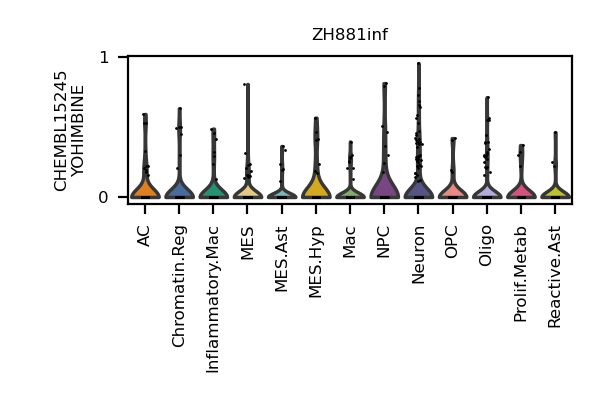 ZH881inf
CHEMBL15245
YOHIMBINE
1
0
AC
Chromatin.Reg
Inflammatory.Mac
MES
MES.Ast
MES.Hyp
Mac
NPC
Neuron
OPC
Oligo
Prolif.Metab
Reactive.Ast